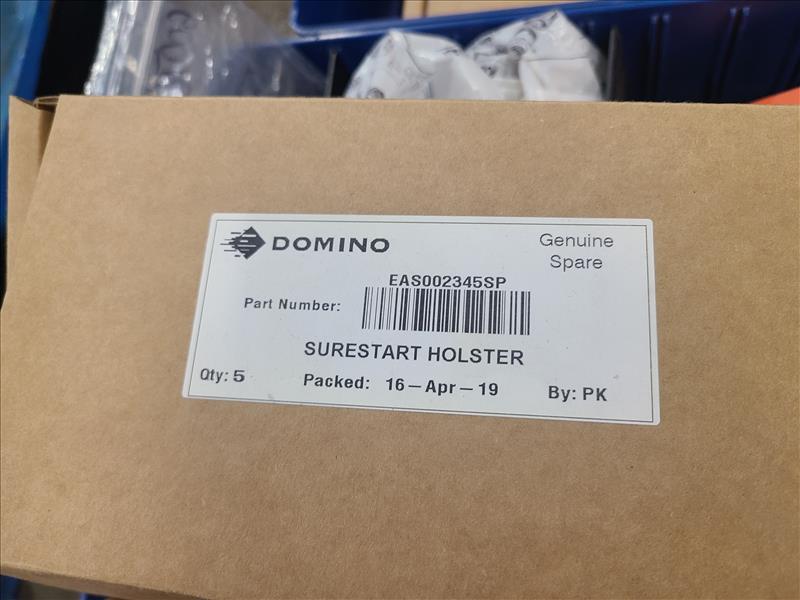 DOMINO
Genuine
Spare
EAS002345SP
Part Number:
SURESTART HOLSTER
Qty: 5
Packed: 16-Apr-19
By: PK